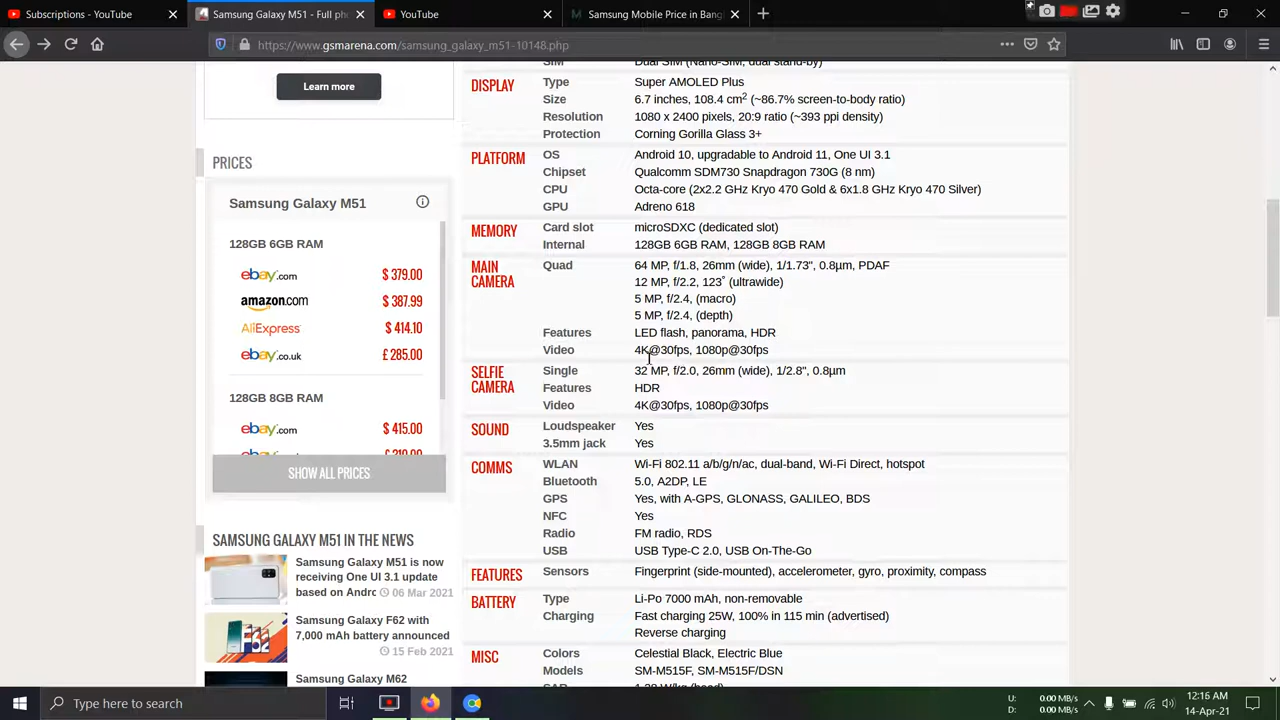 Subscriptions - YouTube
Samsung Galaxy M51 - Full pho
YouTube
Samsung Mobile Price in Bang
https://www.gsmarena.com/samsung_galaxy_m51-10148.php
Learn more
PRICES
Samsung Galaxy M51
128GB 6GB RAM
ebay.com $ 379.00
amazon.com $ 387.99
AliExpress $ 414.10
ebay.co.uk £ 285.00
128GB 8GB RAM
ebay.com $ 415.00
SHOW ALL PRICES
SAMSUNG GALAXY M51 IN THE NEWS
Samsung Galaxy M51 is now
receiving One UI 3.1 update
based on Andro 06 Mar 2021
Samsung Galaxy F62 with
7,000 mAh battery announced
15 Feb 2021
Samsung Galaxy M62
SIM Dual SIM (Nano-SIM, dual stand-by)
DISPLAY Type Super AMOLED Plus
Size 6.7 inches, 108.4 cm2 (~86.7% screen-to-body ratio)
Resolution 1080 x 2400 pixels, 20:9 ratio (~393 ppi density)
Protection Corning Gorilla Glass 3+
PLATFORM OS Android 10, upgradable to Android 11, One UI 3.1
Chipset Qualcomm SDM730 Snapdragon 730G (8 nm)
CPU Octa-core (2x2.2 GHz Kryo 470 Gold & 6x1.8 GHz Kryo 470 Silver)
GPU Adreno 618
MEMORY Card slot microSDXC (dedicated slot)
Internal 128GB 6GB RAM, 128GB 8GB RAM
MAIN CAMERA Quad 64 MP, f/1.8, 26mm (wide), 1/1.73", 0.8µm, PDAF
12 MP, f/2.2, 123˚ (ultrawide)
5 MP, f/2.4, (macro)
5 MP, f/2.4, (depth)
Features LED flash, panorama, HDR
Video 4K@30fps, 1080p@30fps
SELFIE CAMERA Single 32 MP, f/2.0, 26mm (wide), 1/2.8", 0.8µm
Features HDR
Video 4K@30fps, 1080p@30fps
SOUND Loudspeaker Yes
3.5mm jack Yes
COMMS WLAN Wi-Fi 802.11 a/b/g/n/ac, dual-band, Wi-Fi Direct, hotspot
Bluetooth 5.0, A2DP, LE
GPS Yes, with A-GPS, GLONASS, GALILEO, BDS
NFC Yes
Radio FM radio, RDS
USB USB Type-C 2.0, USB On-The-Go
FEATURES Sensors Fingerprint (side-mounted), accelerometer, gyro, proximity, compass
BATTERY Type Li-Po 7000 mAh, non-removable
Charging Fast charging 25W, 100% in 115 min (advertised)
Reverse charging
MISC Colors Celestial Black, Electric Blue
Models SM-M515F, SM-M515F/DSN
Type here to search
U: 0.00 MB/s
D: 0.00 MB/s
12:15 AM
14-Apr-21